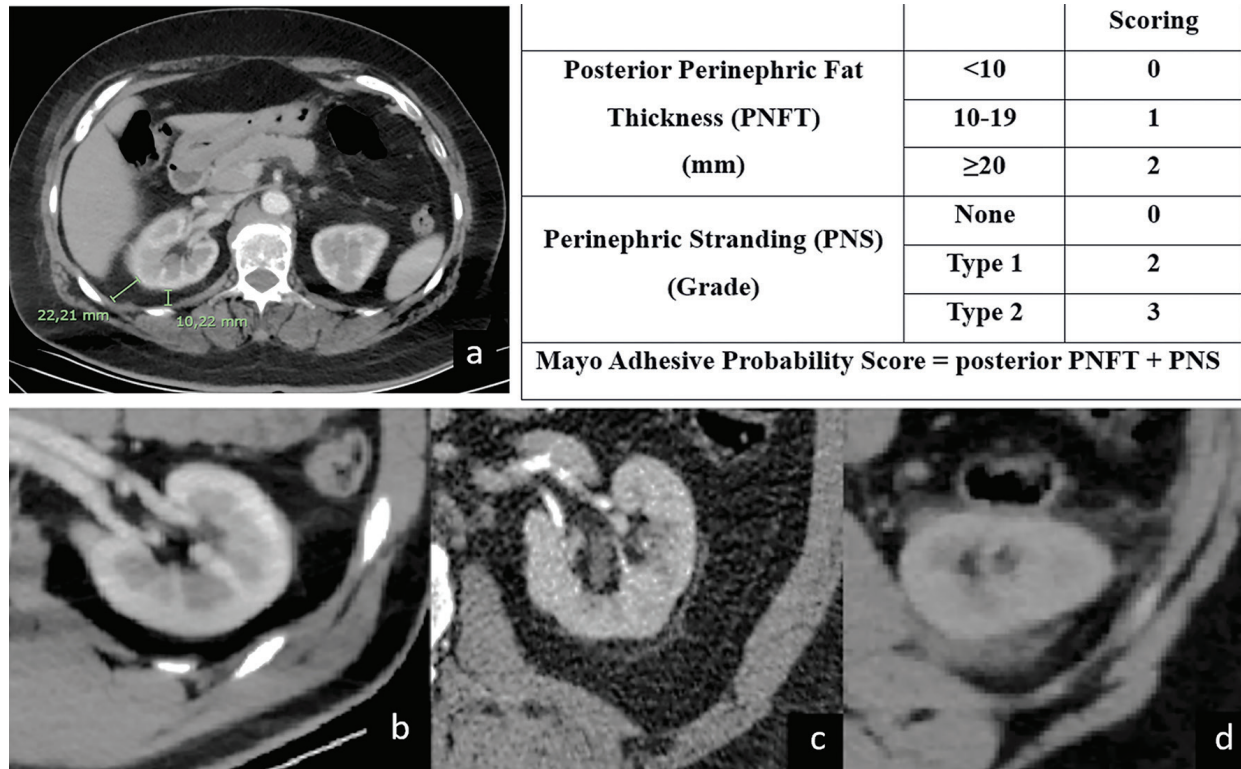 22,21 mm
10,22 mm
a
Scoring
Posterior Perinephric Fat
Thickness (PNFT)
(mm)
<10
0
10-19
1
≥20
2
Perinephric Stranding (PNS)
(Grade)
None
0
Type 1
2
Type 2
3
Mayo Adhesive Probability Score = posterior PNFT + PNS
b
c
d